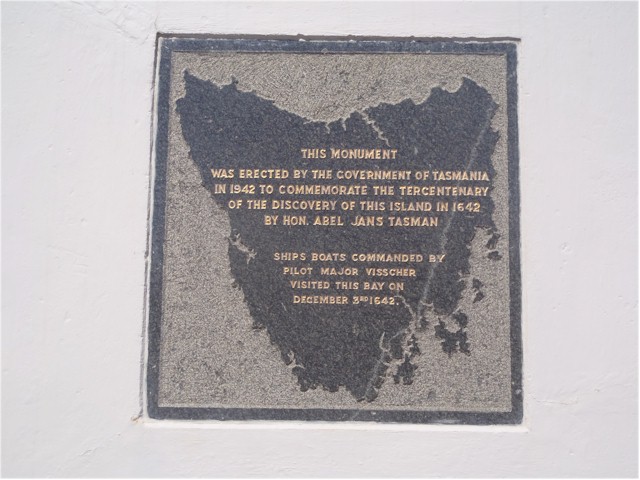 THIS MONUMENT
WAS ERECTED BY THE GOVERNMENT OF TASMANIA
IN 1942 TO COMMEMORATE THE TERCENTENARY
OF THE DISCOVERY OF THIS ISLAND IN 1642
BY HON. ABEL JANS TASMAN
SHIPS BOATS COMMANDED BY
PILOT MAJOR VISSCHER
VISITED THIS BAY ON
DECEMBER 3RD 1642.